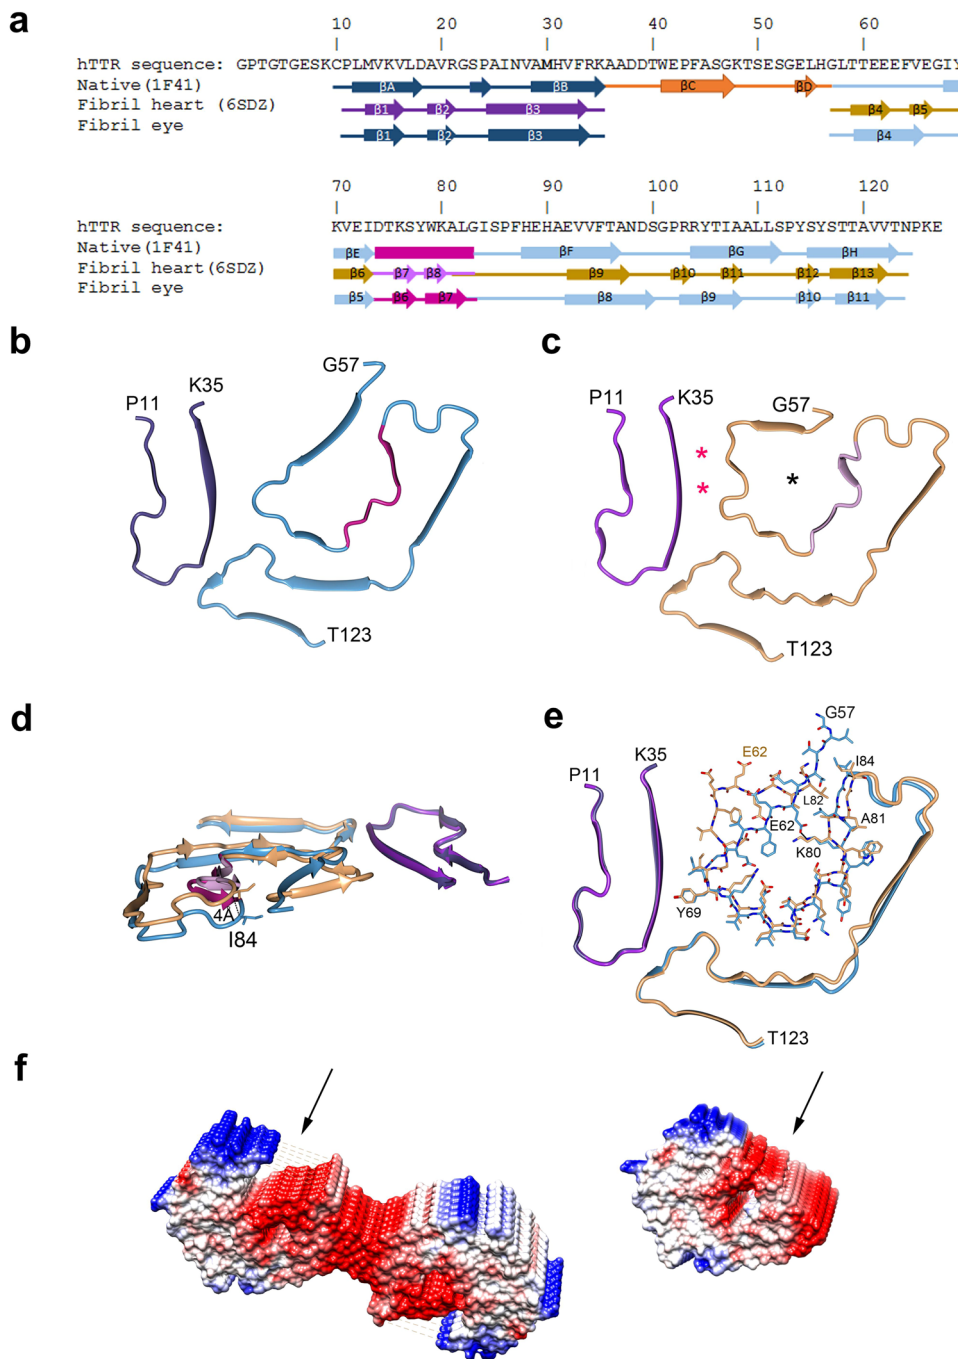 a
10 20 30 40 50 60
hTTR sequence: GPTGTGESKCPLMVKVLDAVRGSPAINVAMHVFRKAADDTWEPFASGKTSESGELHGLTTEEEFVEGIY
Native (1F41) βA βB βC βD
Fibril heart (6SDZ) β1 β2 β3 β4 β5
Fibril eye β1 β2 β3 β4
70 80 90 100 110 120
hTTR sequence: KVEIDTKSYWKALGISPFHEHAEVVFTANDSGPRRYTIAALLSPYSYSTTAVVTNPKE
Native (1F41) βE βF βG βH
Fibril heart(6SDZ) β6 β7 β8 β9 β10 β11 β12 β13
Fibril eye β5 β6 β7 β8 β9 β10 β11
b
c
G57
K35
P11
T123
P11
K35
G57
*
*
*
T123
d
e
4A
I84
G57
E62
I84
K35
P11
L82
E62
A81
K80
Y69
T123
f